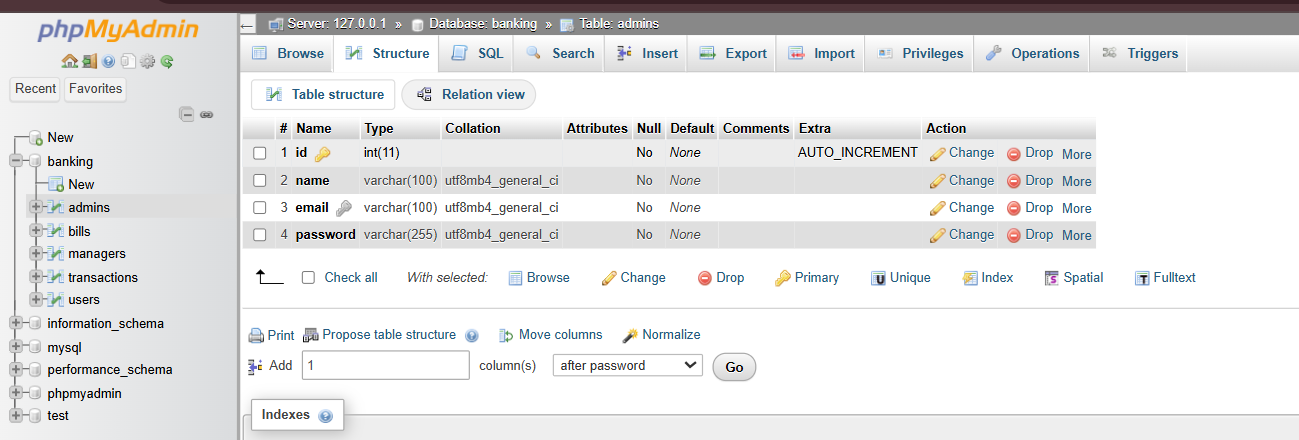 phpMyAdmin
Recent Favorites
New
banking
New
admins
bills
managers
transactions
users
information_schema
mysql
performance_schema
phpmyadmin
test
Server: 127.0.0.1 » Database: banking » Table: admins
Browse Structure SQL Search Insert Export Import Privileges Operations Triggers
Table structure Relation view
# Name Type Collation Attributes Null Default Comments Extra Action
1 id int(11) No None AUTO_INCREMENT Change Drop More
2 name varchar(100) utf8mb4_general_ci No None Change Drop More
3 email varchar(100) utf8mb4_general_ci No None Change Drop More
4 password varchar(255) utf8mb4_general_ci No None Change Drop More
Check all With selected: Browse Change Drop Primary Unique Index Spatial Fulltext
Print Propose table structure Move columns Normalize
Add 1 column(s) after password Go
Indexes